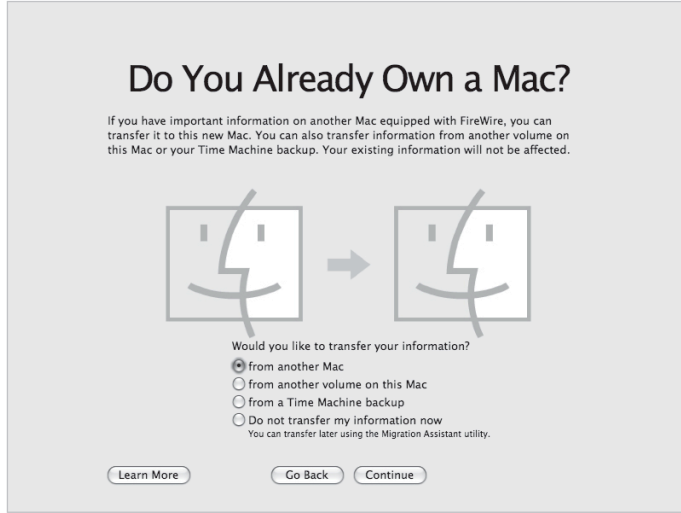 Do You Already Own a Mac?
If you have important information on another Mac equipped with FireWire, you can
transfer it to this new Mac. You can also transfer information from another volume on
this Mac or your Time Machine backup. Your existing information will not be affected.
Would you like to transfer your information?
from another Mac
from another volume on this Mac
from a Time Machine backup
Do not transfer my information now
You can transfer later using the Migration Assistant utility.
Learn More
Go Back
Continue